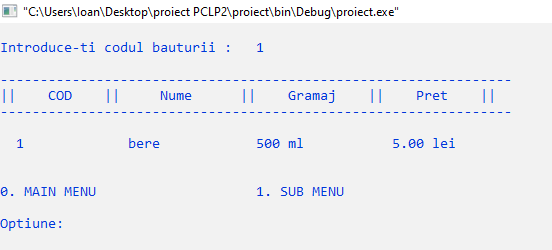 "C:\Users\Ioan\Desktop\proiect PCLP2\proiect\bin\Debug\proiect.exe"
Introduce-ti codul bauturii :   1
----------------------------------------------------------------
||    COD    ||     Nume      ||    Gramaj    ||    Pret    ||
----------------------------------------------------------------
1             bere            500 ml          5.00 lei
0. MAIN MENU                    1. SUB MENU
Optiune: